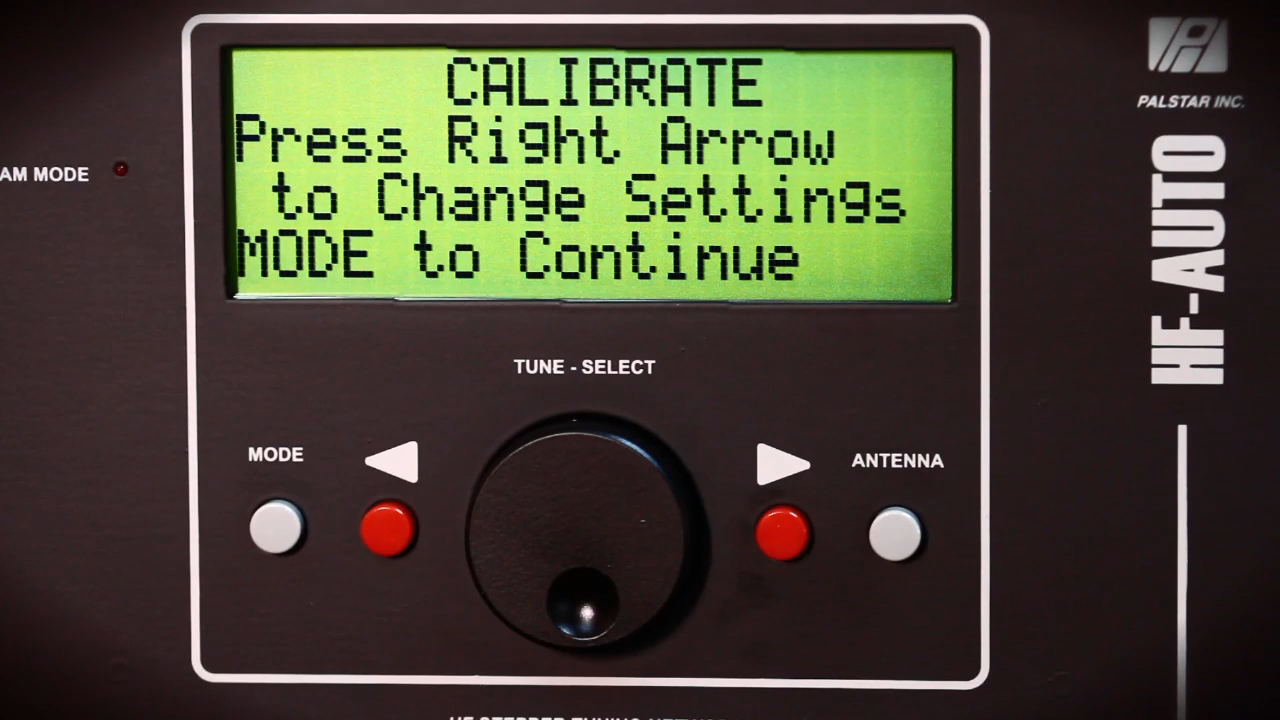 CALIBRATE
Press Right Arrow
to Change Settings
MODE to Continue
AM MODE
PALSTAR INC.
HF-AUTO
TUNE - SELECT
MODE
ANTENNA